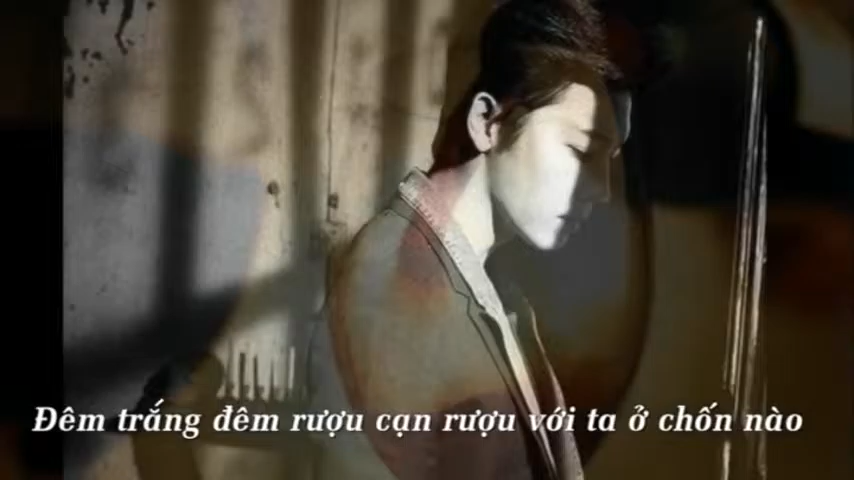 Đêm trắng đêm rượu cạn rượu với ta ở chốn nào